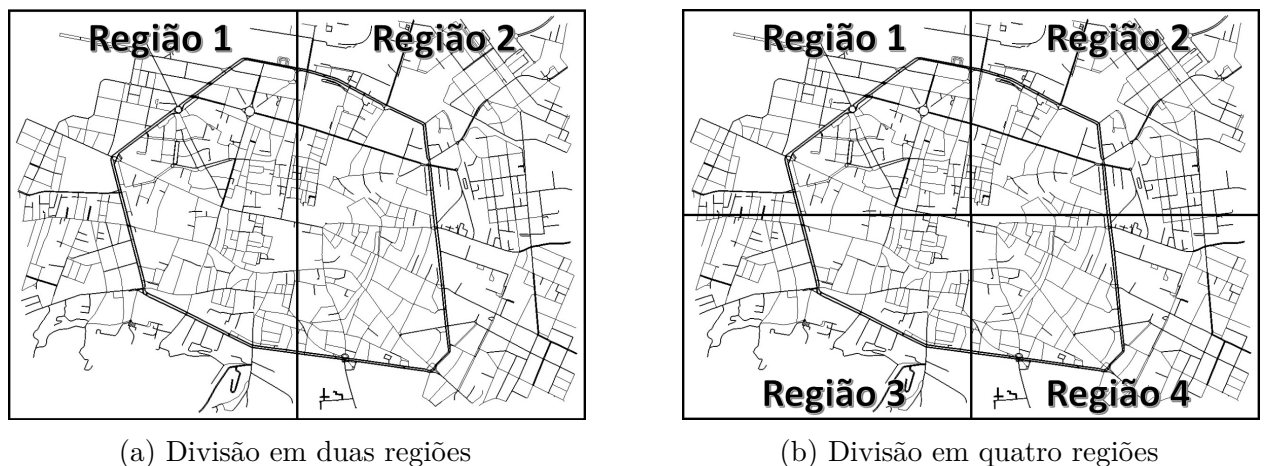 Região 1
Região 2
(a) Divisão em duas regiões
Região 1
Região 2
Região 3
Região 4
(b) Divisão em quatro regiões